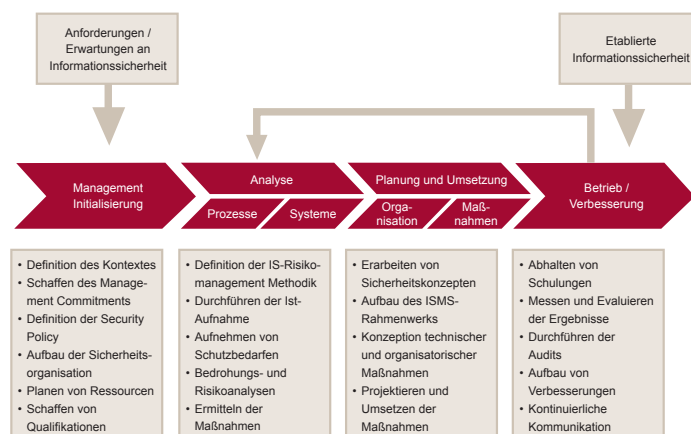 Anforderungen /
Erwartungen an
Informationssicherheit
Etablierte
Informationssicherheit
Management
Initialisierung
Analyse
Prozesse
Systeme
Planung und Umsetzung
Orga-
nisation
Maß-
nahmen
Betrieb /
Verbesserung
• Definition des Kontextes
• Schaffen des Manage-
ment Commitments
• Definition der Security
Policy
• Aufbau der Sicherheits-
organisation
• Planen von Ressourcen
• Schaffen von
Qualifikationen
• Definition der IS-Risiko-
management Methodik
• Durchführen der Ist-
Aufnahme
• Aufnehmen von
Schutzbedarfen
• Bedrohungs- und
Risikoanalysen
• Ermitteln der
Maßnahmen
• Erarbeiten von
Sicherheitskonzepten
• Aufbau des ISMS-
Rahmenwerks
• Konzeption technischer
und organisatorischer
Maßnahmen
• Projektieren und
Umsetzen der
Maßnahmen
• Abhalten von
Schulungen
• Messen und Evaluieren
der Ergebnisse
• Durchführen der
Audits
• Aufbau von
Verbesserungen
• Kontinuierliche
Kommunikation